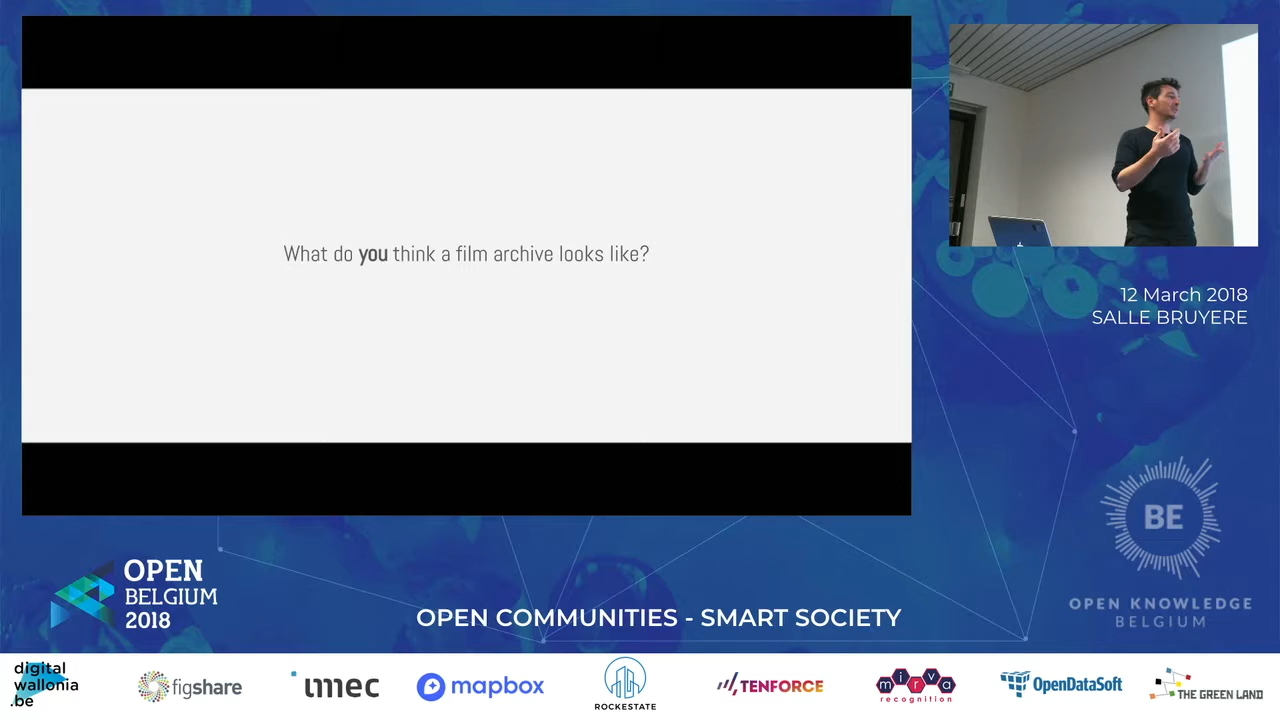 What do you think a film archive looks like?
12 March 2018
SALLE BRUYERE
BE
OPEN KNOWLEDGE
BELGIUM
OPEN
BELGIUM
2018
OPEN COMMUNITIES - SMART SOCIETY
digital
wallonia
.be
figshare
imec
mapbox
ROCKESTATE
TENFORCE
mirva
recognition
OpenDataSoft
THE GREEN LAND